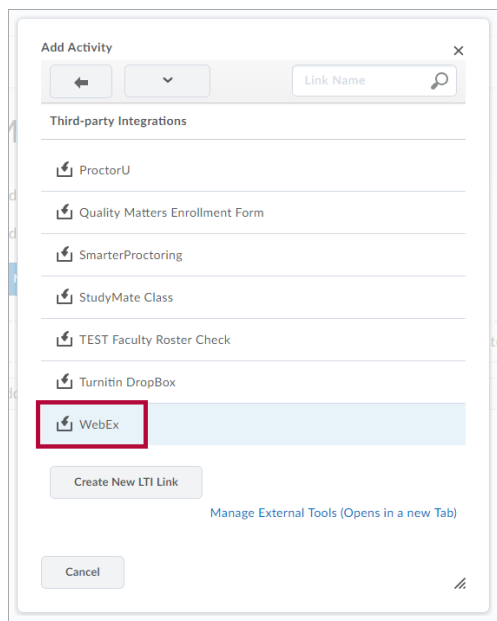 Add Activity
Link Name
Third-party Integrations
ProctorU
Quality Matters Enrollment Form
SmarterProctoring
StudyMate Class
TEST Faculty Roster Check
Turnitin DropBox
WebEx
Create New LTI Link
Manage External Tools (Opens in a new Tab)
Cancel